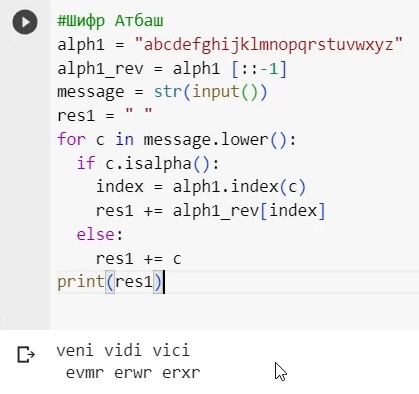 #Шифр Атбаш
alph1 = "abcdefghijklmnopqrstuvwxyz"
alph1_rev = alph1 [::-1]
message = str(input())
res1 = " "
for c in message.lower():
  if c.isalpha():
    index = alph1.index(c)
    res1 += alph1_rev[index]
  else:
    res1 += c
print(res1)
veni vidi vici
 evmr erwr erxr